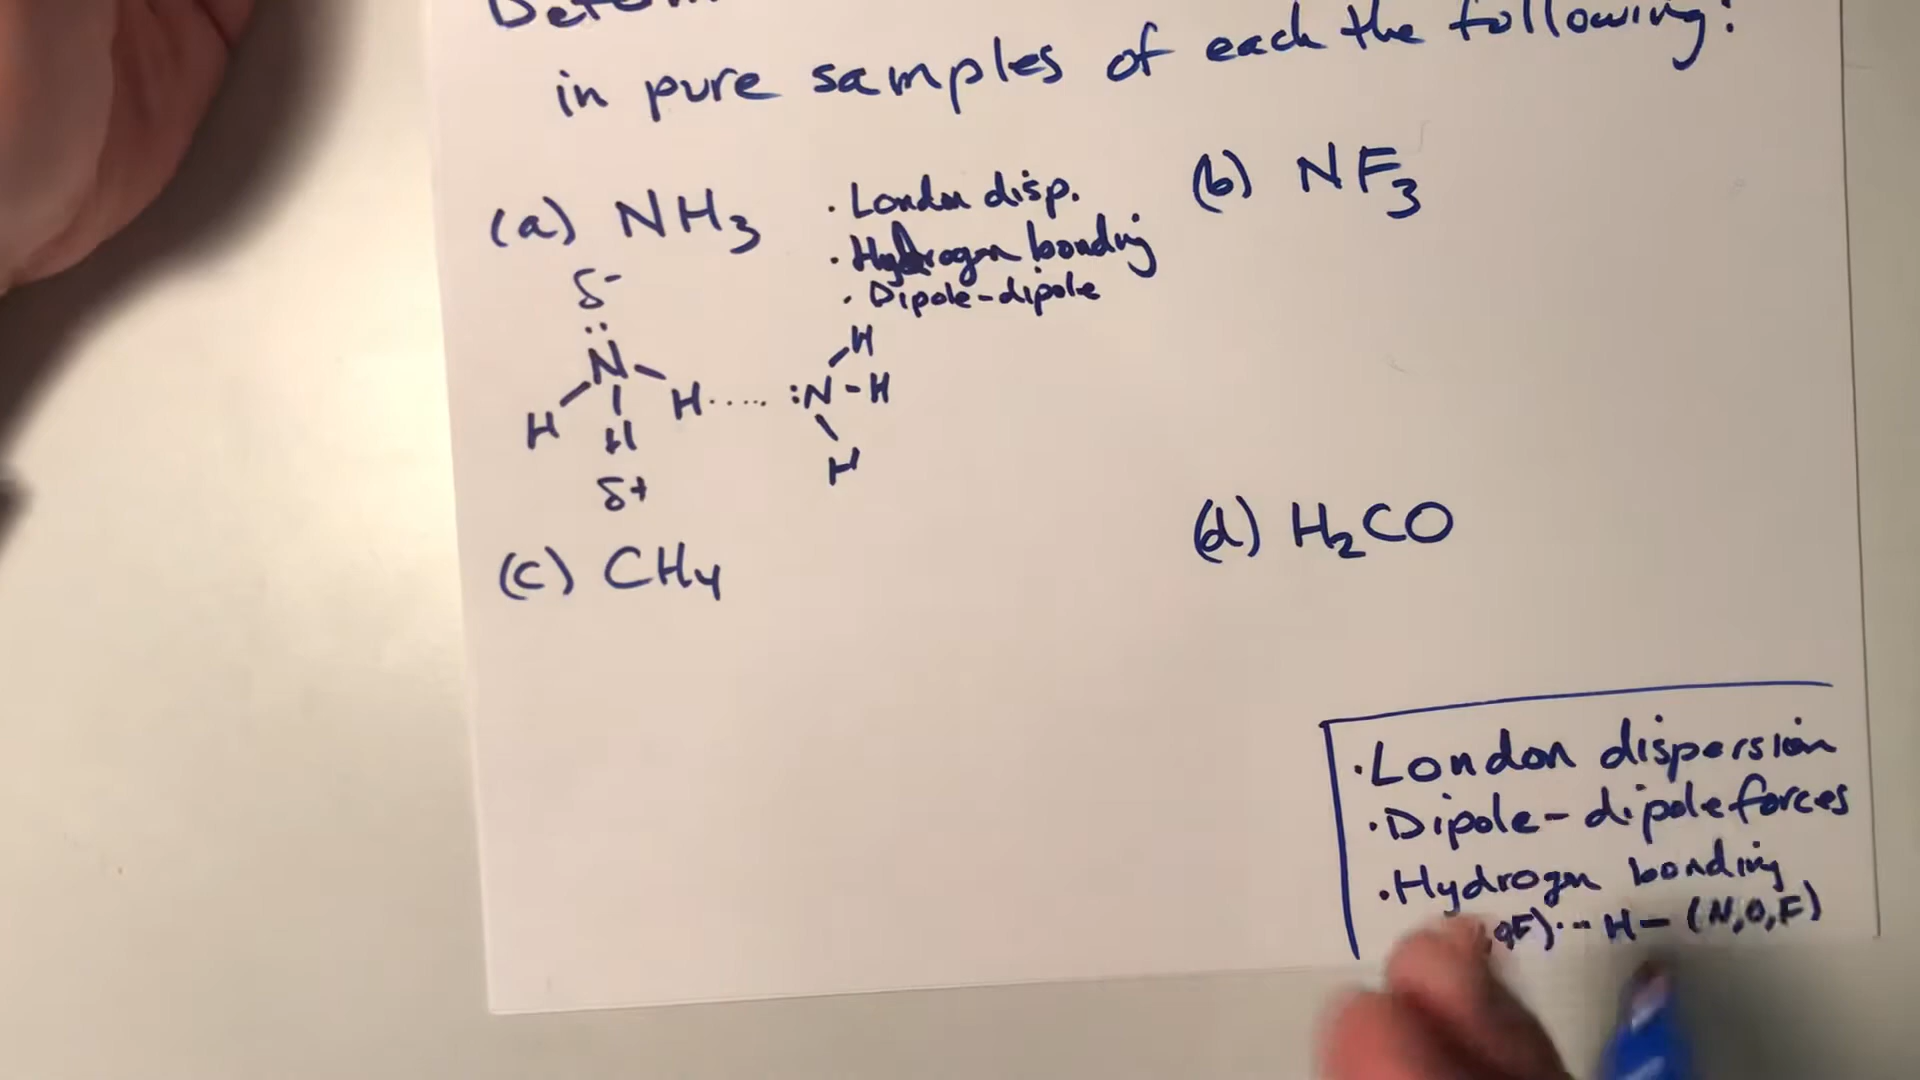 in pure samples of each the following:
(a) NH₃
· London disp.
· Hydrogen bonding
· Dipole-dipole
δ-
N
H H H ..... :N - H
H
H
δ+
(b) NF₃
(c) CH₄
(d) H₂CO
· London dispersion
· Dipole-dipole forces
· Hydrogen bonding
F)··· H-(N,O,F)